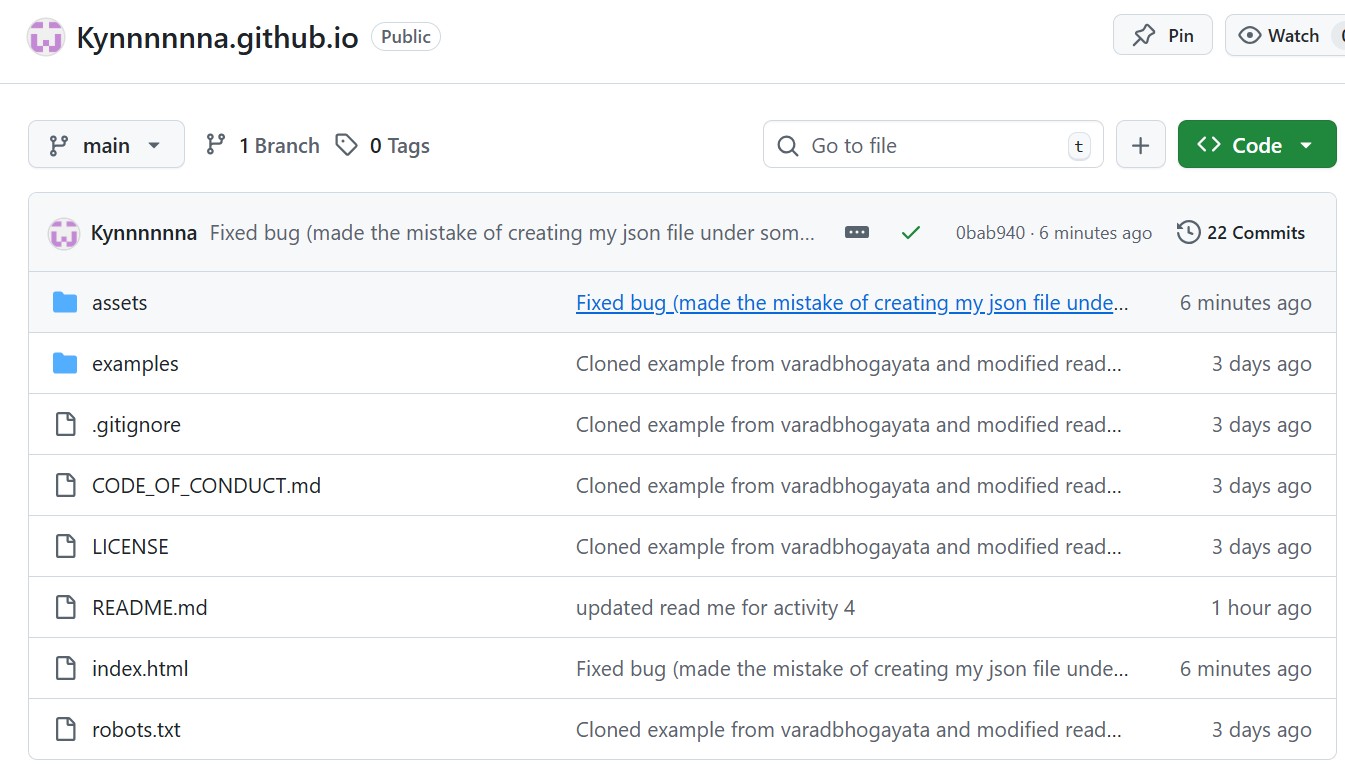 Kynnnnnna.github.io Public Pin Watch
main 1 Branch 0 Tags Go to file t Code
Kynnnnnna Fixed bug (made the mistake of creating my json file under som... 0bab940 · 6 minutes ago 22 Commits
assets Fixed bug (made the mistake of creating my json file unde... 6 minutes ago
examples Cloned example from varadbhogayata and modified read... 3 days ago
.gitignore Cloned example from varadbhogayata and modified read... 3 days ago
CODE_OF_CONDUCT.md Cloned example from varadbhogayata and modified read... 3 days ago
LICENSE Cloned example from varadbhogayata and modified read... 3 days ago
README.md updated read me for activity 4 1 hour ago
index.html Fixed bug (made the mistake of creating my json file unde... 6 minutes ago
robots.txt Cloned example from varadbhogayata and modified read... 3 days ago